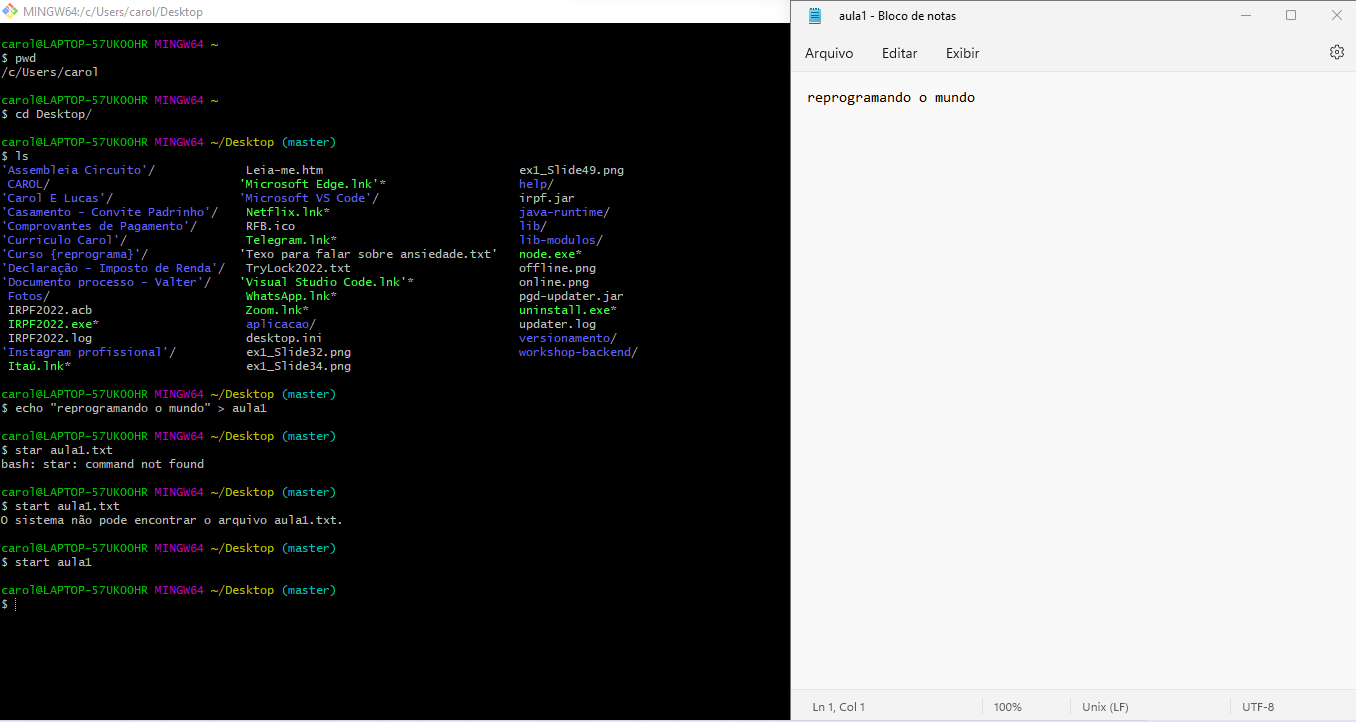 MINGW64:/c/Users/carol/Desktop
carol@LAPTOP-57UKOOHR MINGW64 ~
$ pwd
/c/Users/carol
carol@LAPTOP-57UKOOHR MINGW64 ~
$ cd Desktop/
carol@LAPTOP-57UKOOHR MINGW64 ~/Desktop (master)
$ ls
'Assembleia Circuito'/ Leia-me.htm ex1_Slide49.png
CAROL/ 'Microsoft Edge.lnk'* help/
'Carol E Lucas'/ 'Microsoft VS Code'/ irpf.jar
'Casamento - Convite Padrinho'/ Netflix.lnk* java-runtime/
'Comprovantes de Pagamento'/ RFB.ico lib/
'Curriculo Carol'/ Telegram.lnk* lib-modulos/
'Curso {reprograma}'/ 'Texo para falar sobre ansiedade.txt' node.exe*
'Declaração - Imposto de Renda'/ TryLock2022.txt offline.png
'Documento processo - Valter'/ 'Visual Studio Code.lnk'* online.png
Fotos/ WhatsApp.lnk* pgd-updater.jar
IRPF2022.acb Zoom.lnk* uninstall.exe*
IRPF2022.exe* aplicacao/ updater.log
IRPF2022.log desktop.ini versionamento/
'Instagram profissional'/ ex1_Slide32.png workshop-backend/
Itaú.lnk* ex1_Slide34.png
carol@LAPTOP-57UKOOHR MINGW64 ~/Desktop (master)
$ echo "reprogramando o mundo" > aula1
carol@LAPTOP-57UKOOHR MINGW64 ~/Desktop (master)
$ star aula1.txt
bash: star: command not found
carol@LAPTOP-57UKOOHR MINGW64 ~/Desktop (master)
$ start aula1.txt
O sistema não pode encontrar o arquivo aula1.txt.
carol@LAPTOP-57UKOOHR MINGW64 ~/Desktop (master)
$ start aula1
carol@LAPTOP-57UKOOHR MINGW64 ~/Desktop (master)
$
aula1 - Bloco de notas
Arquivo Editar Exibir
reprogramando o mundo
Ln 1, Col 1 100% Unix (LF) UTF-8